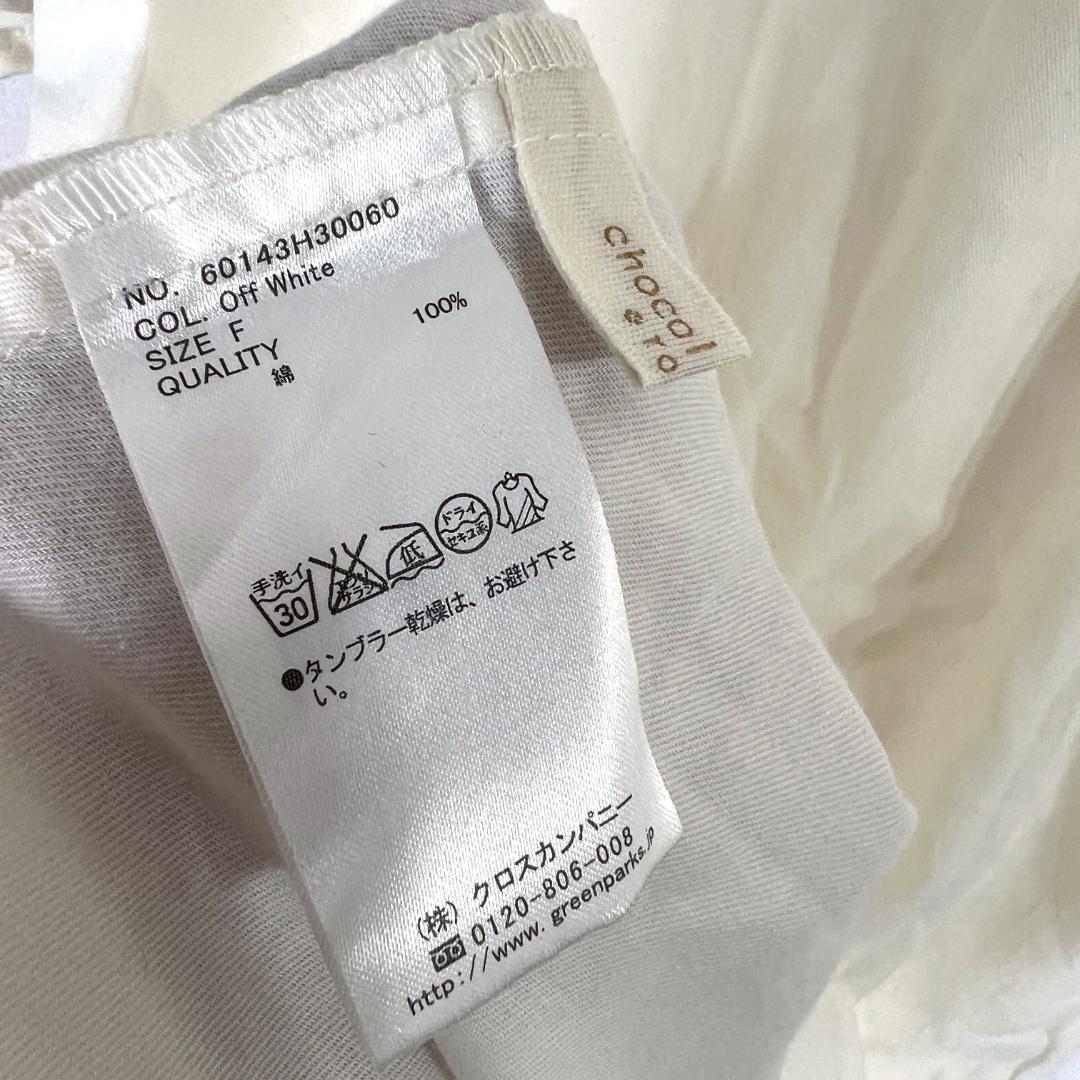 NO. 60143H30060
COL. Off White
SIZE F
QUALITY
綿 100%
手洗イ
30
低
ドライ
セキユ系
●タンブラー乾燥は、お避け下さ
い。
(株) クロスカンパニー
0120-806-008
http://www.greenparks.jp
chocol
ro